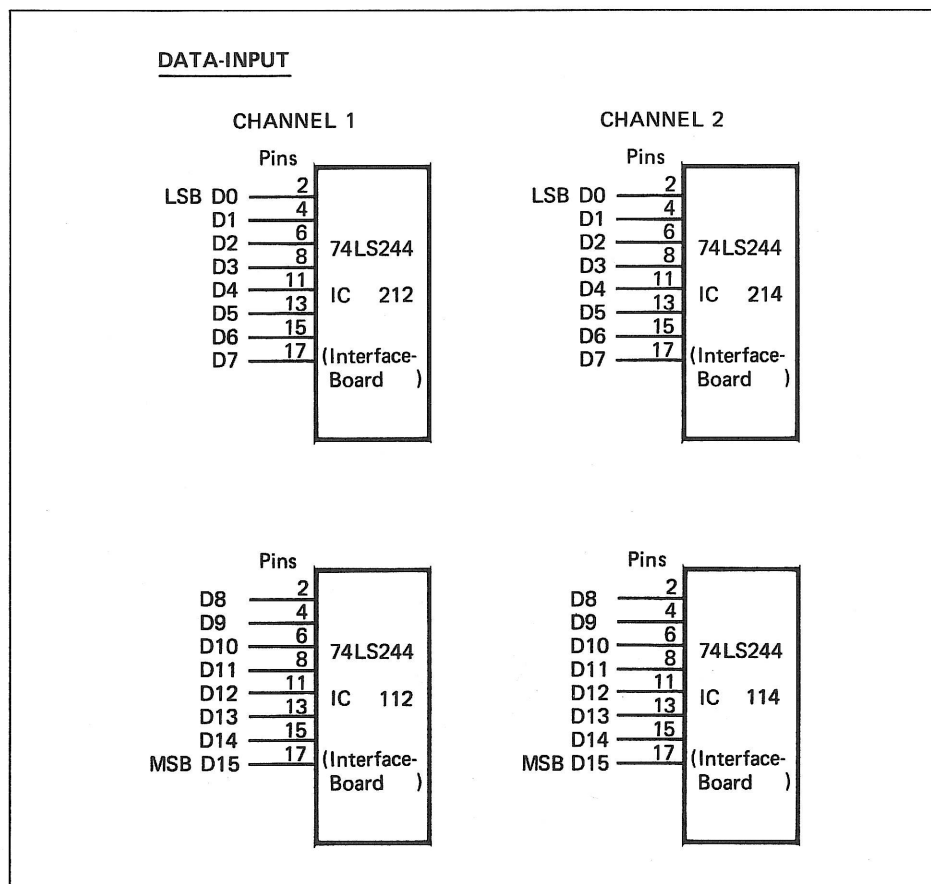 DATA-INPUT
CHANNEL 1
Pins
LSB D0 2
D1 4
D2 6
D3 8
D4 11
D5 13
D6 15
D7 17
74LS244
IC 212
(Interface-
Board )
CHANNEL 2
Pins
LSB D0 2
D1 4
D2 6
D3 8
D4 11
D5 13
D6 15
D7 17
74LS244
IC 214
(Interface-
Board )
Pins
D8 2
D9 4
D10 6
D11 8
D12 11
D13 13
D14 15
MSB D15 17
74LS244
IC 112
(Interface-
Board )
Pins
D8 2
D9 4
D10 6
D11 8
D12 11
D13 13
D14 15
MSB D15 17
74LS244
IC 114
(Interface-
Board )